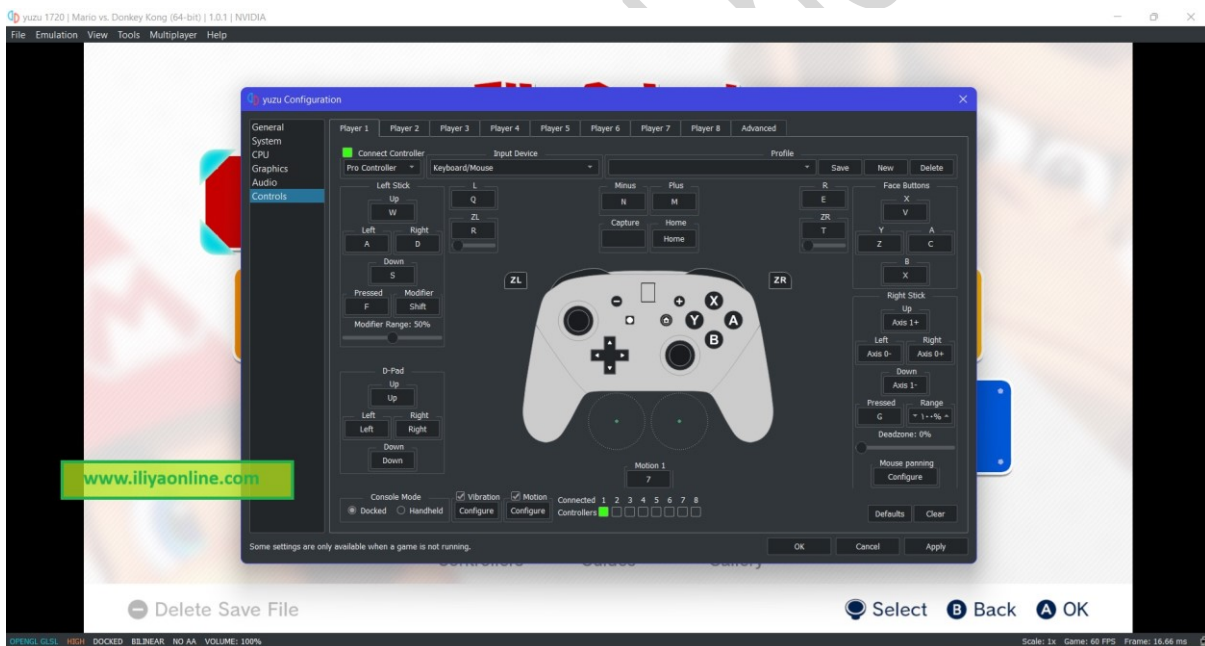 yuzu 1720 | Mario vs. Donkey Kong (64-bit) | 1.0.1 | NVIDIA
File Emulation View Tools Multiplayer Help
yuzu Configuration
General
System
CPU
Graphics
Audio
Controls
Player 1 Player 2 Player 3 Player 4 Player 5 Player 6 Player 7 Player 8 Advanced
Connect Controller Input Device Profile
Pro Controller Keyboard/Mouse Save New Delete
Left Stick
Up
W
Left Right
A D
Down
S
Pressed Modifier
F Shift
Modifier Range: 50%
D-Pad
Up
Up
Left Right
Left Right
Down
Down
L
Q
ZL
R
Minus Plus
N M
Capture Home
Home
R
E
ZR
T
ZL ZR
X
Y A
B
Face Buttons
X
V
Y A
Z C
B
X
Right Stick
Up
Axis 1+
Left Right
Axis 0- Axis 0+
Down
Axis 1-
Pressed Range
G ١٠٠%
Deadzone: 0%
Mouse panning
Configure
Motion 1
7
Console Mode
Docked Handheld
Vibration Motion
Configure Configure
Connected 1 2 3 4 5 6 7 8
Controllers
Defaults Clear
Some settings are only available when a game is not running.
OK Cancel Apply
www.iliyaonline.com
Controllers Guides Gallery
Delete Save File
Select B Back A OK
OPENGL GLSL HIGH DOCKED BILINEAR NO AA VOLUME: 100%
Scale: 1x Game: 60 FPS Frame: 16.66 ms